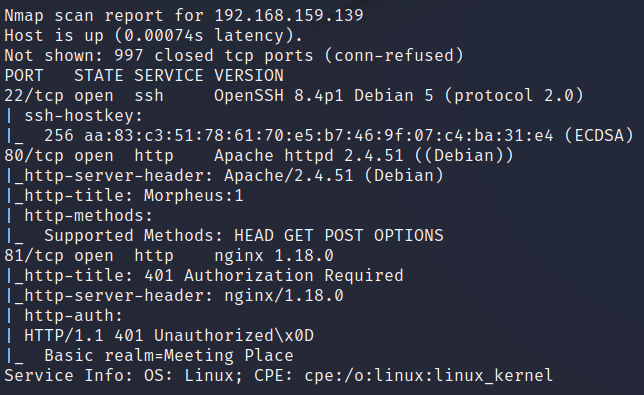 Nmap scan report for 192.168.159.139
Host is up (0.00074s latency).
Not shown: 997 closed tcp ports (conn-refused)
PORT   STATE SERVICE VERSION
22/tcp open  ssh     OpenSSH 8.4p1 Debian 5 (protocol 2.0)
| ssh-hostkey:
|_  256 aa:83:c3:51:78:61:70:e5:b7:46:9f:07:c4:ba:31:e4 (ECDSA)
80/tcp open  http    Apache httpd 2.4.51 ((Debian))
|_http-server-header: Apache/2.4.51 (Debian)
|_http-title: Morpheus:1
| http-methods:
|_  Supported Methods: HEAD GET POST OPTIONS
81/tcp open  http    nginx 1.18.0
|_http-title: 401 Authorization Required
|_http-server-header: nginx/1.18.0
| http-auth:
| HTTP/1.1 401 Unauthorized\x0D
|_  Basic realm=Meeting Place
Service Info: OS: Linux; CPE: cpe:/o:linux:linux_kernel